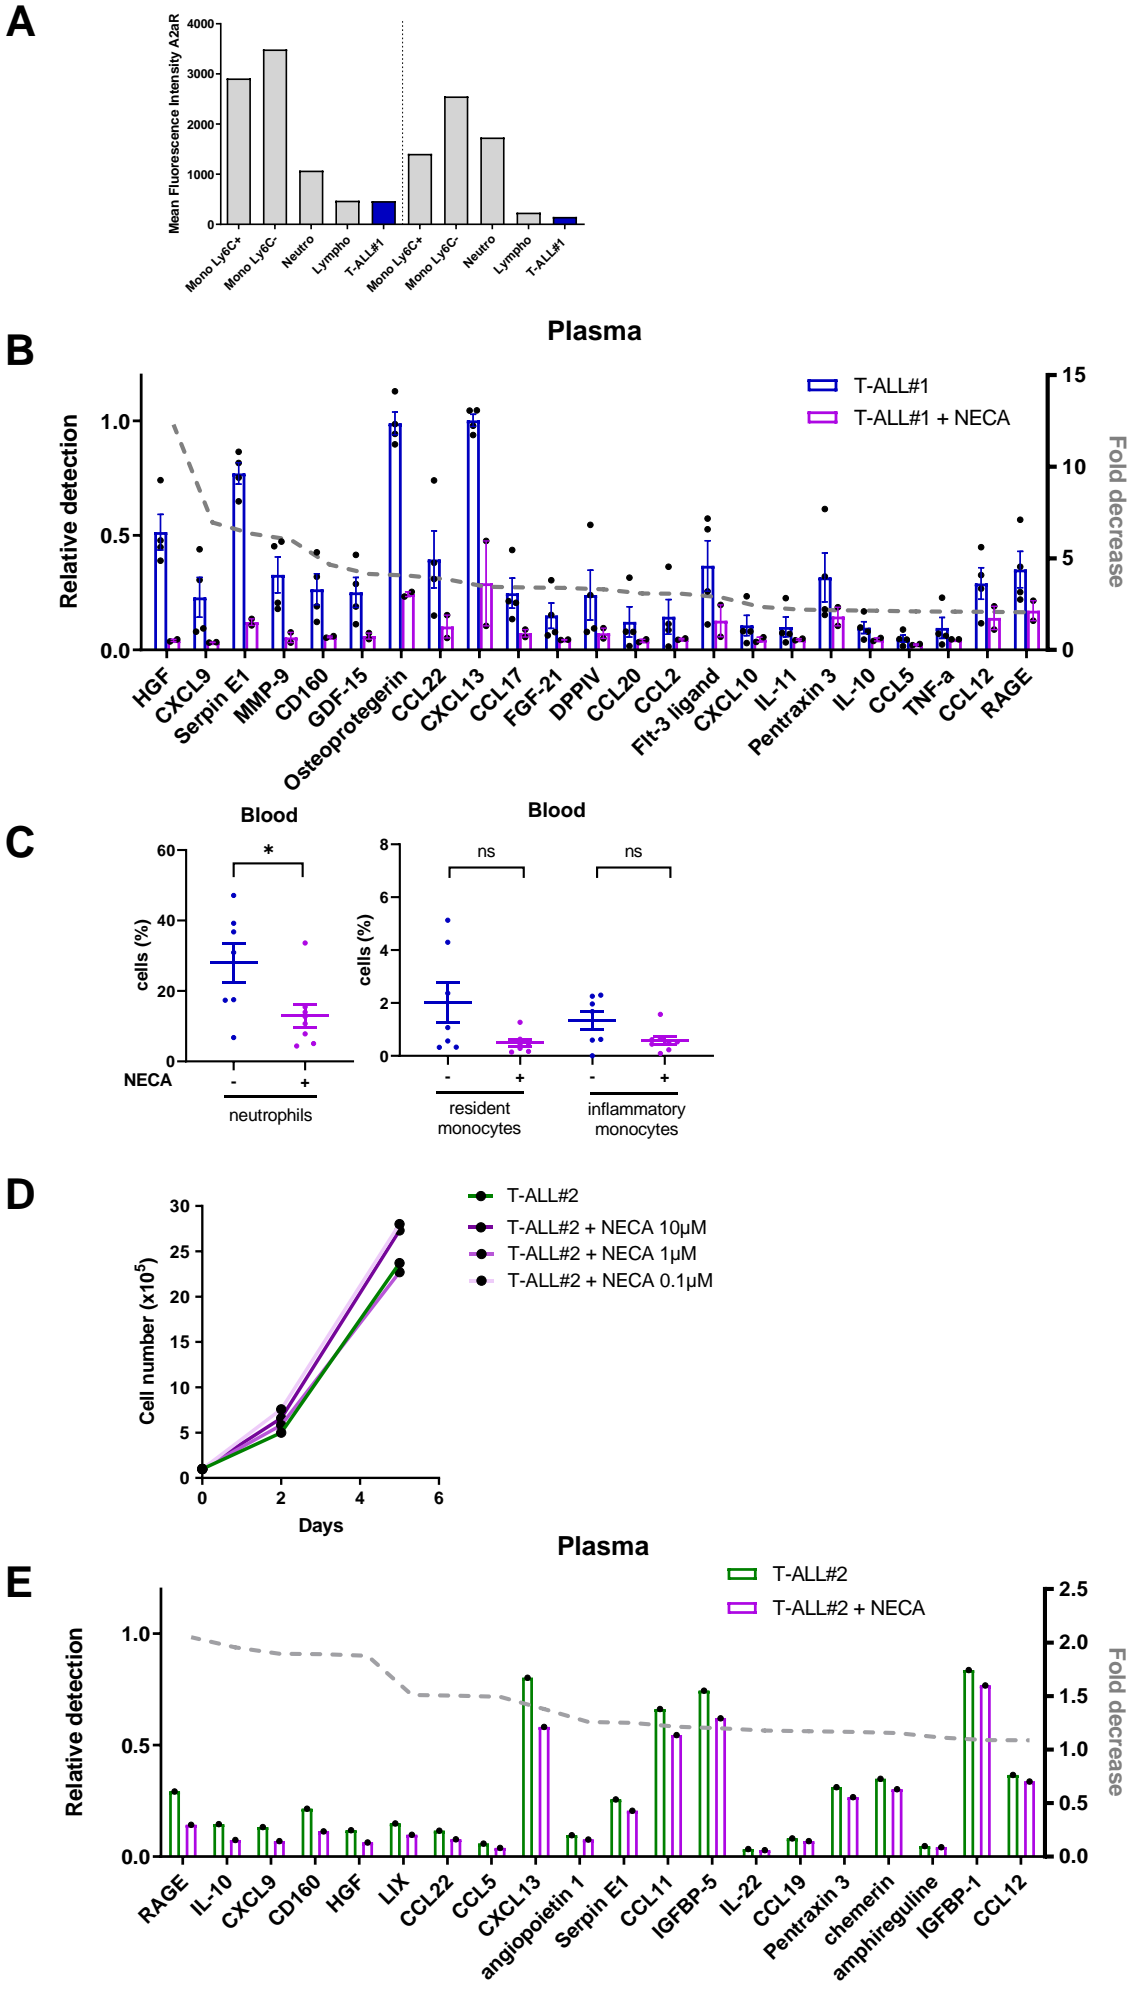 A
Mean Fluorescence Intensity A2aR
4000
3000
2000
1000
0
Mono Ly6C+
Mono Ly6C-
Neutro
Lympho
T-ALL#1
Mono Ly6C+
Mono Ly6C-
Neutro
Lympho
T-ALL#1
B
Plasma
T-ALL#1
T-ALL#1 + NECA
Relative detection
1.0
0.5
0.0
15
10
5
0
Fold decrease
HGF
CXCL9
Serpin E1
MMP-9
CD160
GDF-15
Osteoprotegerin
CCL22
CXCL13
CCL17
FGF-21
DPPIV
CCL20
CCL2
Flt-3 ligand
CXCL10
IL-11
Pentraxin 3
IL-10
CCL5
TNF-a
CCL12
RAGE
C
Blood
cells (%)
60
40
20
0
*
NECA - +
neutrophils
Blood
cells (%)
8
6
4
2
0
ns ns
- + - +
resident
monocytes
inflammatory
monocytes
D
Cell number (x10⁵)
30
25
20
15
10
5
0
0 2 4 6
Days
T-ALL#2
T-ALL#2 + NECA 10µM
T-ALL#2 + NECA 1µM
T-ALL#2 + NECA 0.1µM
E
Plasma
T-ALL#2
T-ALL#2 + NECA
Relative detection
1.0
0.5
0.0
2.5
2.0
1.5
1.0
0.5
0.0
Fold decrease
RAGE
IL-10
CXCL9
CD160
HGF
LIX
CCL22
CCL5
CXCL13
angiopoietin 1
Serpin E1
CCL11
IGFBP-5
IL-22
CCL19
Pentraxin 3
chemerin
amphireguline
IGFBP-1
CCL12